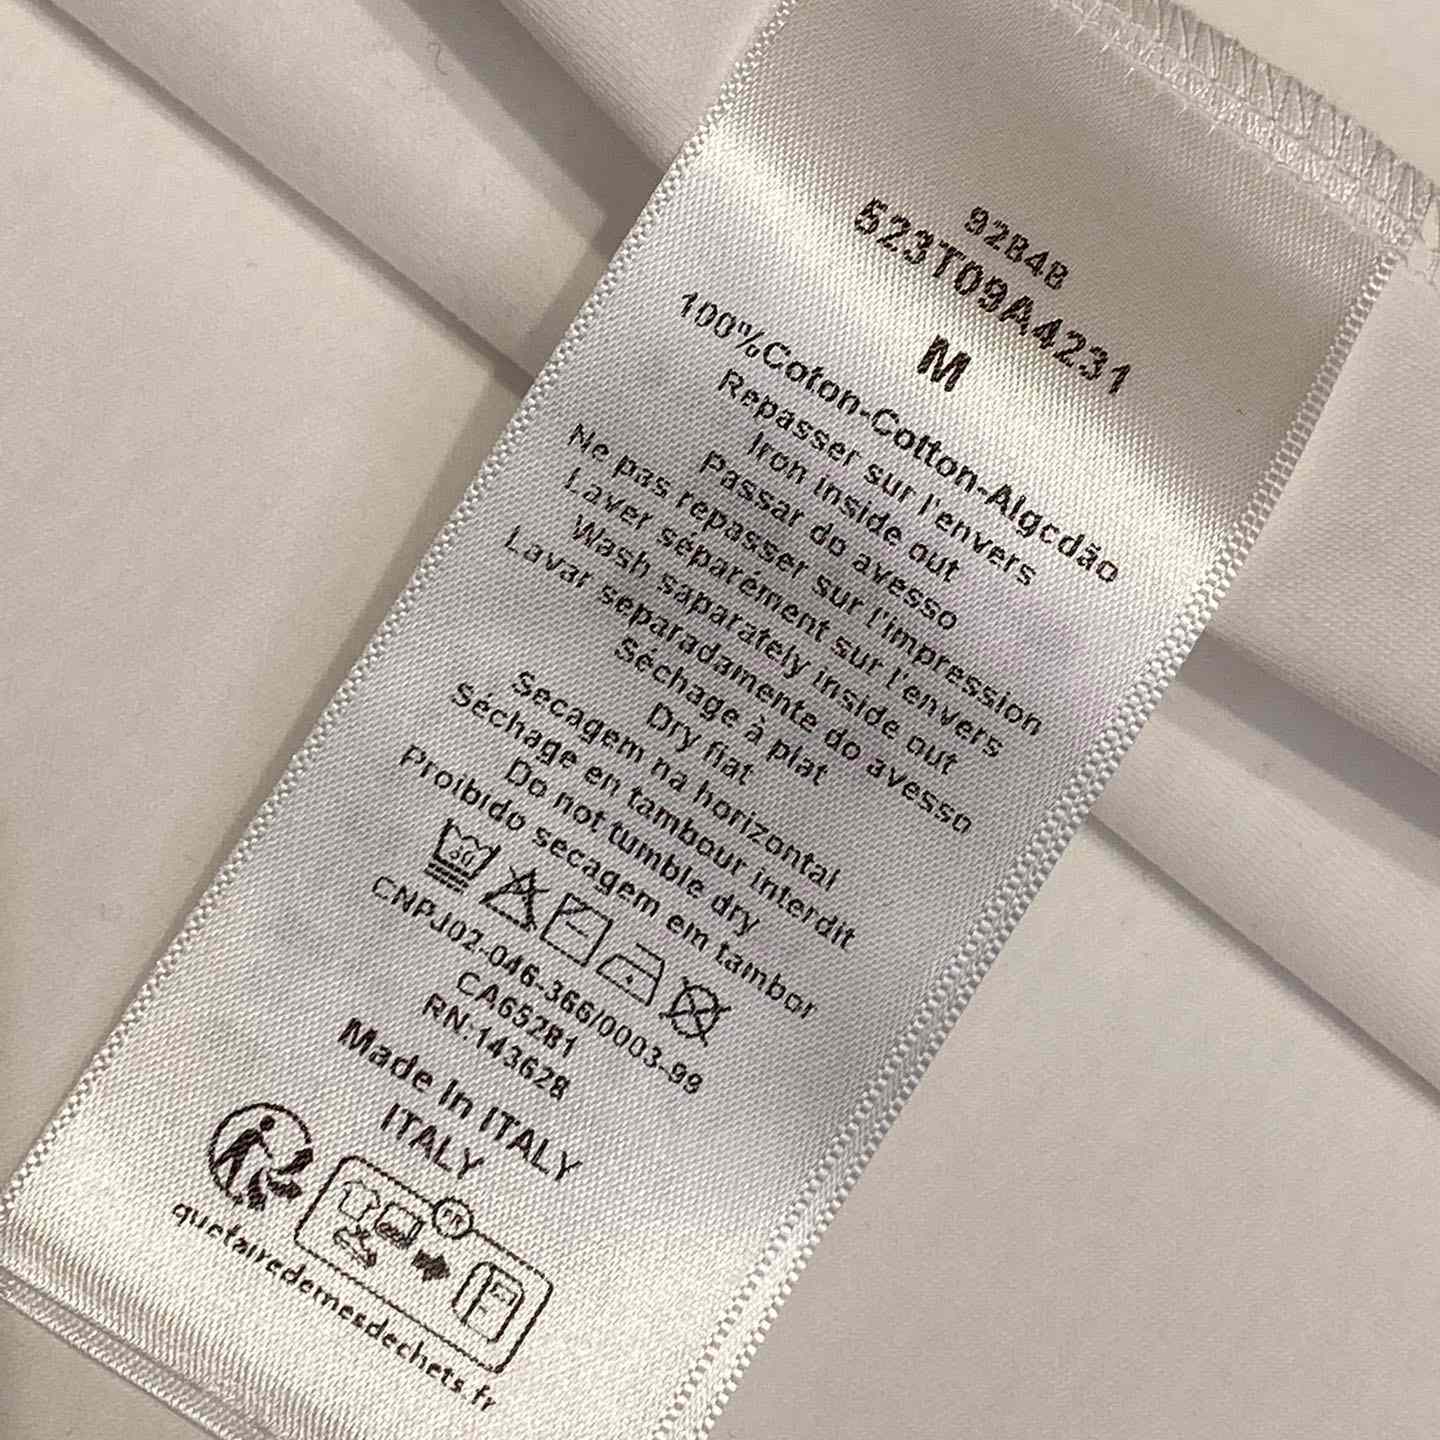 92848
523T09A4231
M
100%Coton-Cotton-Algodão
Repasser sur l'envers
Iron inside out
Passar do avesso
Ne pas repasser sur l'impression
Laver séparément sur l'envers
Wash saparately inside out
Lavar separadamente do avesso
Séchage à plat
Dry flat
Secagem na horizontal
Séchage en tambour interdit
Do not tumble dry
Proibido secagem em tambor
30
CNPJ02-046-366/0003-99
CA65281
RN:143628
Made In ITALY
ITALY
FR
quefairedemesdechets.fr